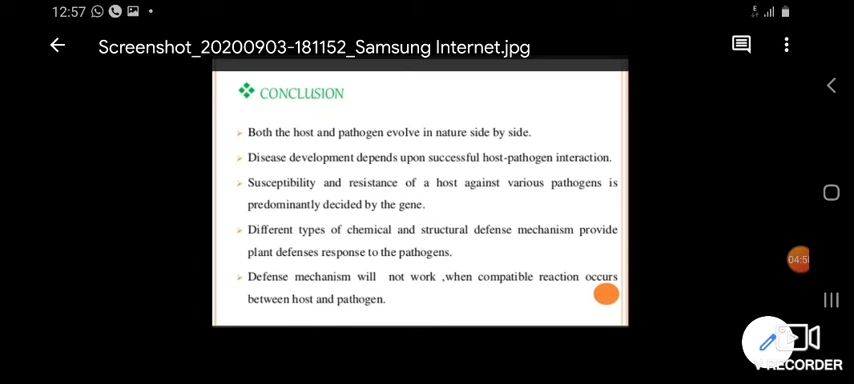 12:57
Screenshot_20200903-181152_Samsung Internet.jpg
CONCLUSION
Both the host and pathogen evolve in nature side by side.
Disease development depends upon successful host-pathogen interaction.
Susceptibility and resistance of a host against various pathogens is
predominantly decided by the gene.
Different types of chemical and structural defense mechanism provide
plant defenses response to the pathogens.
Defense mechanism will not work ,when compatible reaction occurs
between host and pathogen.
RECORDER